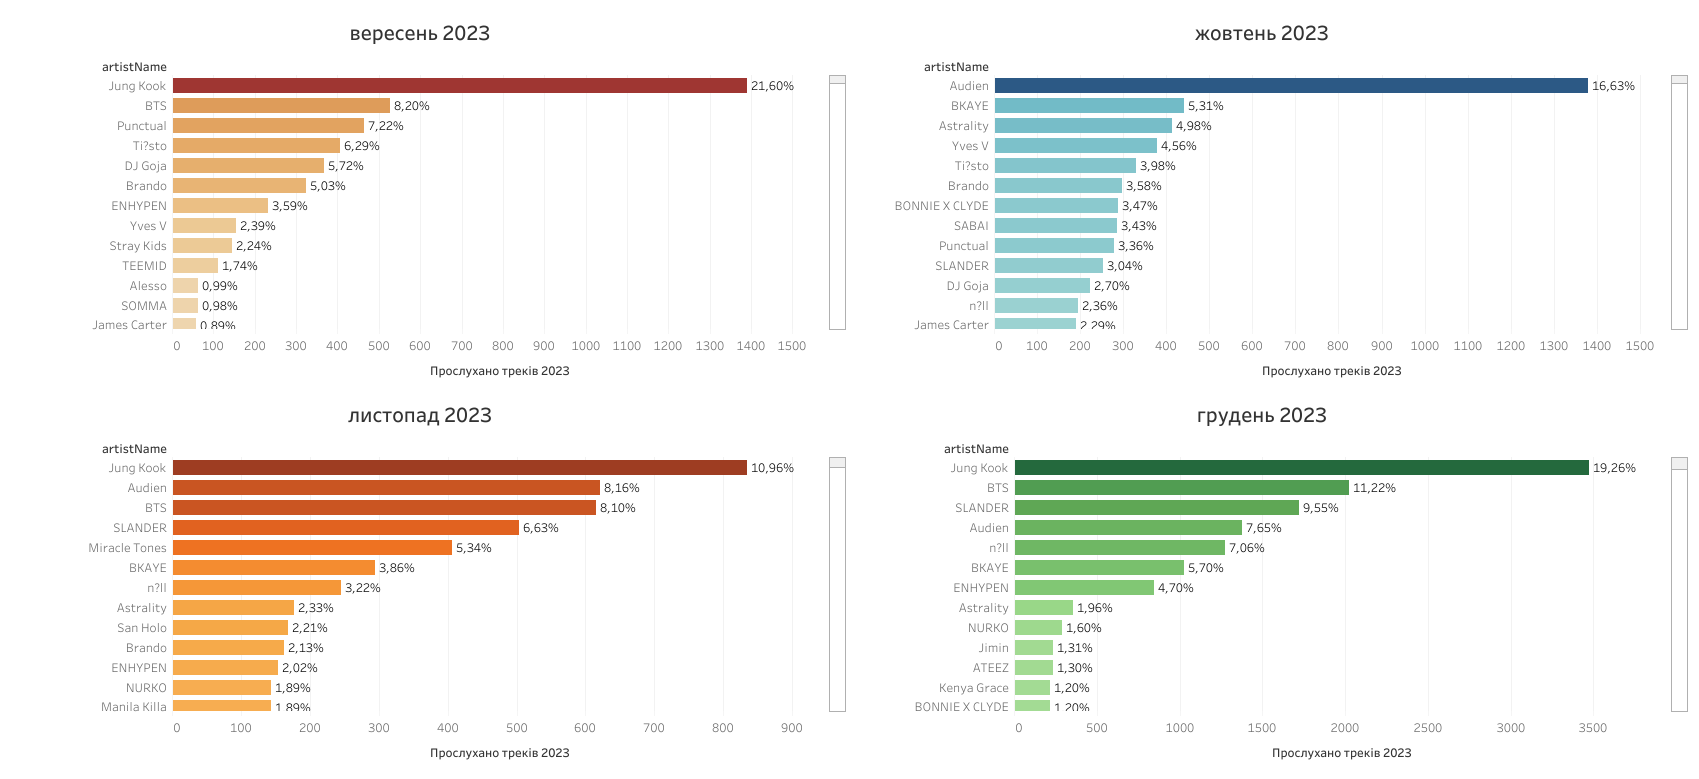 вересень 2023
artistName
Jung Kook 21,60%
BTS 8,20%
Punctual 7,22%
Ti?sto 6,29%
DJ Goja 5,72%
Brando 5,03%
ENHYPEN 3,59%
Yves V 2,39%
Stray Kids 2,24%
TEEMID 1,74%
Alesso 0,99%
SOMMA 0,98%
James Carter 0,89%
0 100 200 300 400 500 600 700 800 900 1000 1100 1200 1300 1400 1500
Прослухано треків 2023
жовтень 2023
artistName
Audien 16,63%
BKAYE 5,31%
Astrality 4,98%
Yves V 4,56%
Ti?sto 3,98%
Brando 3,58%
BONNIE X CLYDE 3,47%
SABAI 3,43%
Punctual 3,36%
SLANDER 3,04%
DJ Goja 2,70%
n?ll 2,36%
James Carter 2,29%
0 100 200 300 400 500 600 700 800 900 1000 1100 1200 1300 1400 1500
Прослухано треків 2023
листопад 2023
artistName
Jung Kook 10,96%
Audien 8,16%
BTS 8,10%
SLANDER 6,63%
Miracle Tones 5,34%
BKAYE 3,86%
n?ll 3,22%
Astrality 2,33%
San Holo 2,21%
Brando 2,13%
ENHYPEN 2,02%
NURKO 1,89%
Manila Killa 1,89%
0 100 200 300 400 500 600 700 800 900
Прослухано треків 2023
грудень 2023
artistName
Jung Kook 19,26%
BTS 11,22%
SLANDER 9,55%
Audien 7,65%
n?ll 7,06%
BKAYE 5,70%
ENHYPEN 4,70%
Astrality 1,96%
NURKO 1,60%
Jimin 1,31%
ATEEZ 1,30%
Kenya Grace 1,20%
BONNIE X CLYDE 1,20%
0 500 1000 1500 2000 2500 3000 3500
Прослухано треків 2023